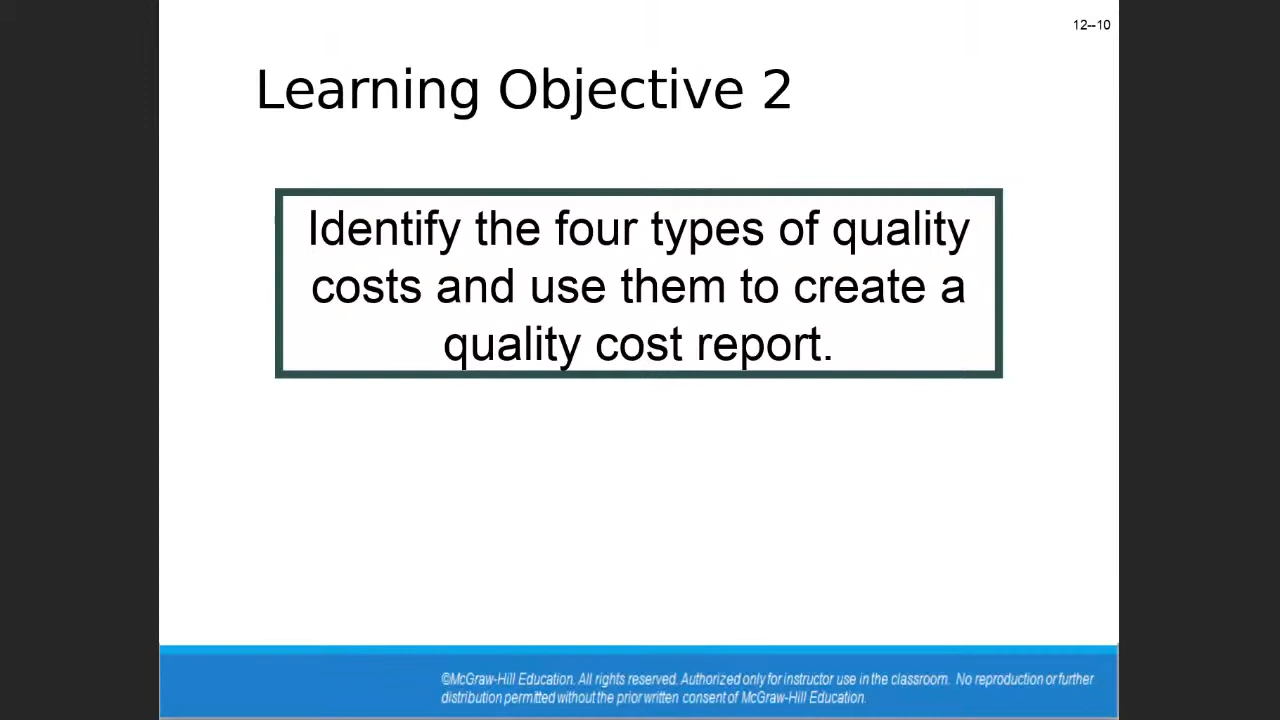 12--10
Learning Objective 2
Identify the four types of quality
costs and use them to create a
quality cost report.
©McGraw-Hill Education. All rights reserved. Authorized only for instructor use in the classroom. No reproduction or further
distribution permitted without the prior written consent of McGraw-Hill Education.